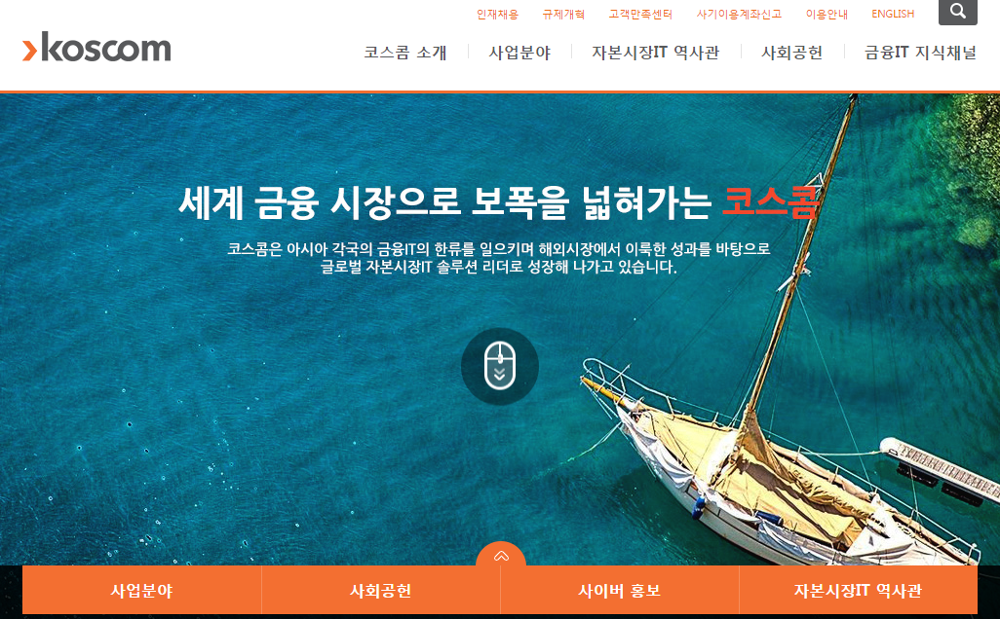 인재채용 규제개혁 고객만족센터 사기이용계좌신고 이용안내 ENGLISH
koscom
코스콤 소개 사업분야 자본시장IT 역사관 사회공헌 금융IT 지식채널
세계 금융 시장으로 보폭을 넓혀가는 코스콤
코스콤은 아시아 각국의 금융IT의 한류를 일으키며 해외시장에서 이룩한 성과를 바탕으로
글로벌 자본시장IT 솔루션 리더로 성장해 나가고 있습니다.
사업분야 사회공헌 사이버 홍보 자본시장IT 역사관